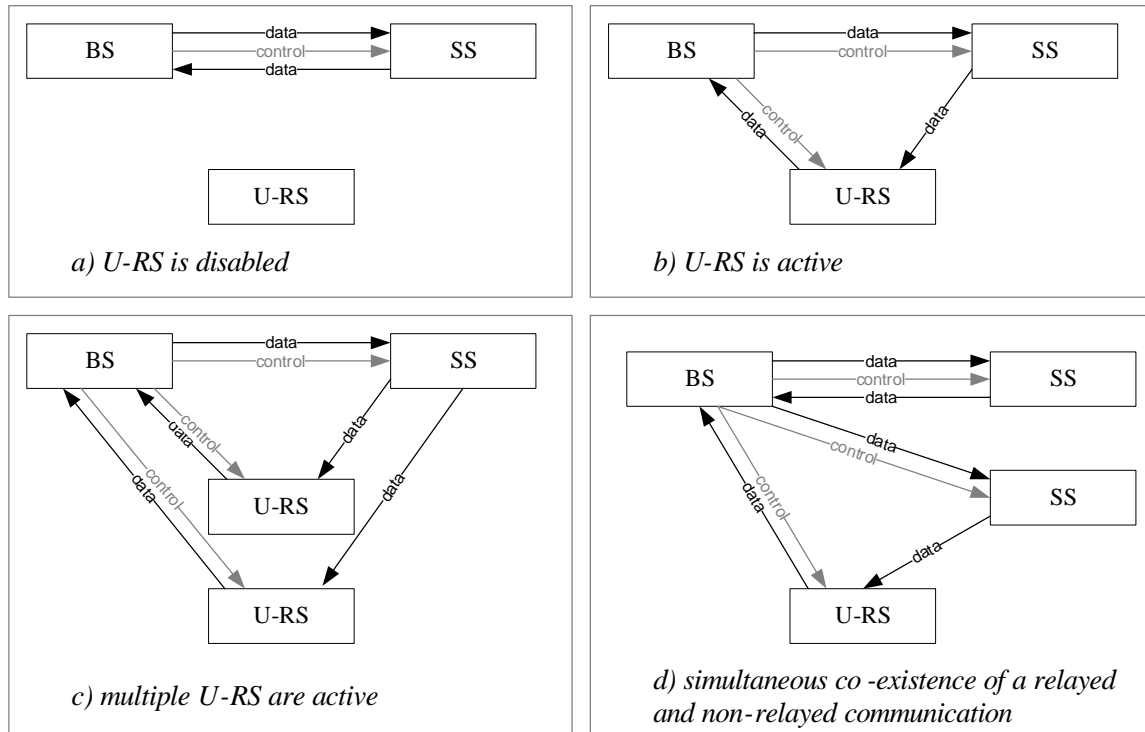 BS
data
control
data
SS
U-RS
a) U-RS is disabled
BS
data
control
SS
control
data
data
U-RS
b) U-RS is active
BS
data
control
SS
control
data
data
control
data
data
U-RS
U-RS
c) multiple U-RS are active
BS
data
control
data
SS
data
control
SS
control
data
data
U-RS
d) simultaneous co -existence of a relayed
and non-relayed communication